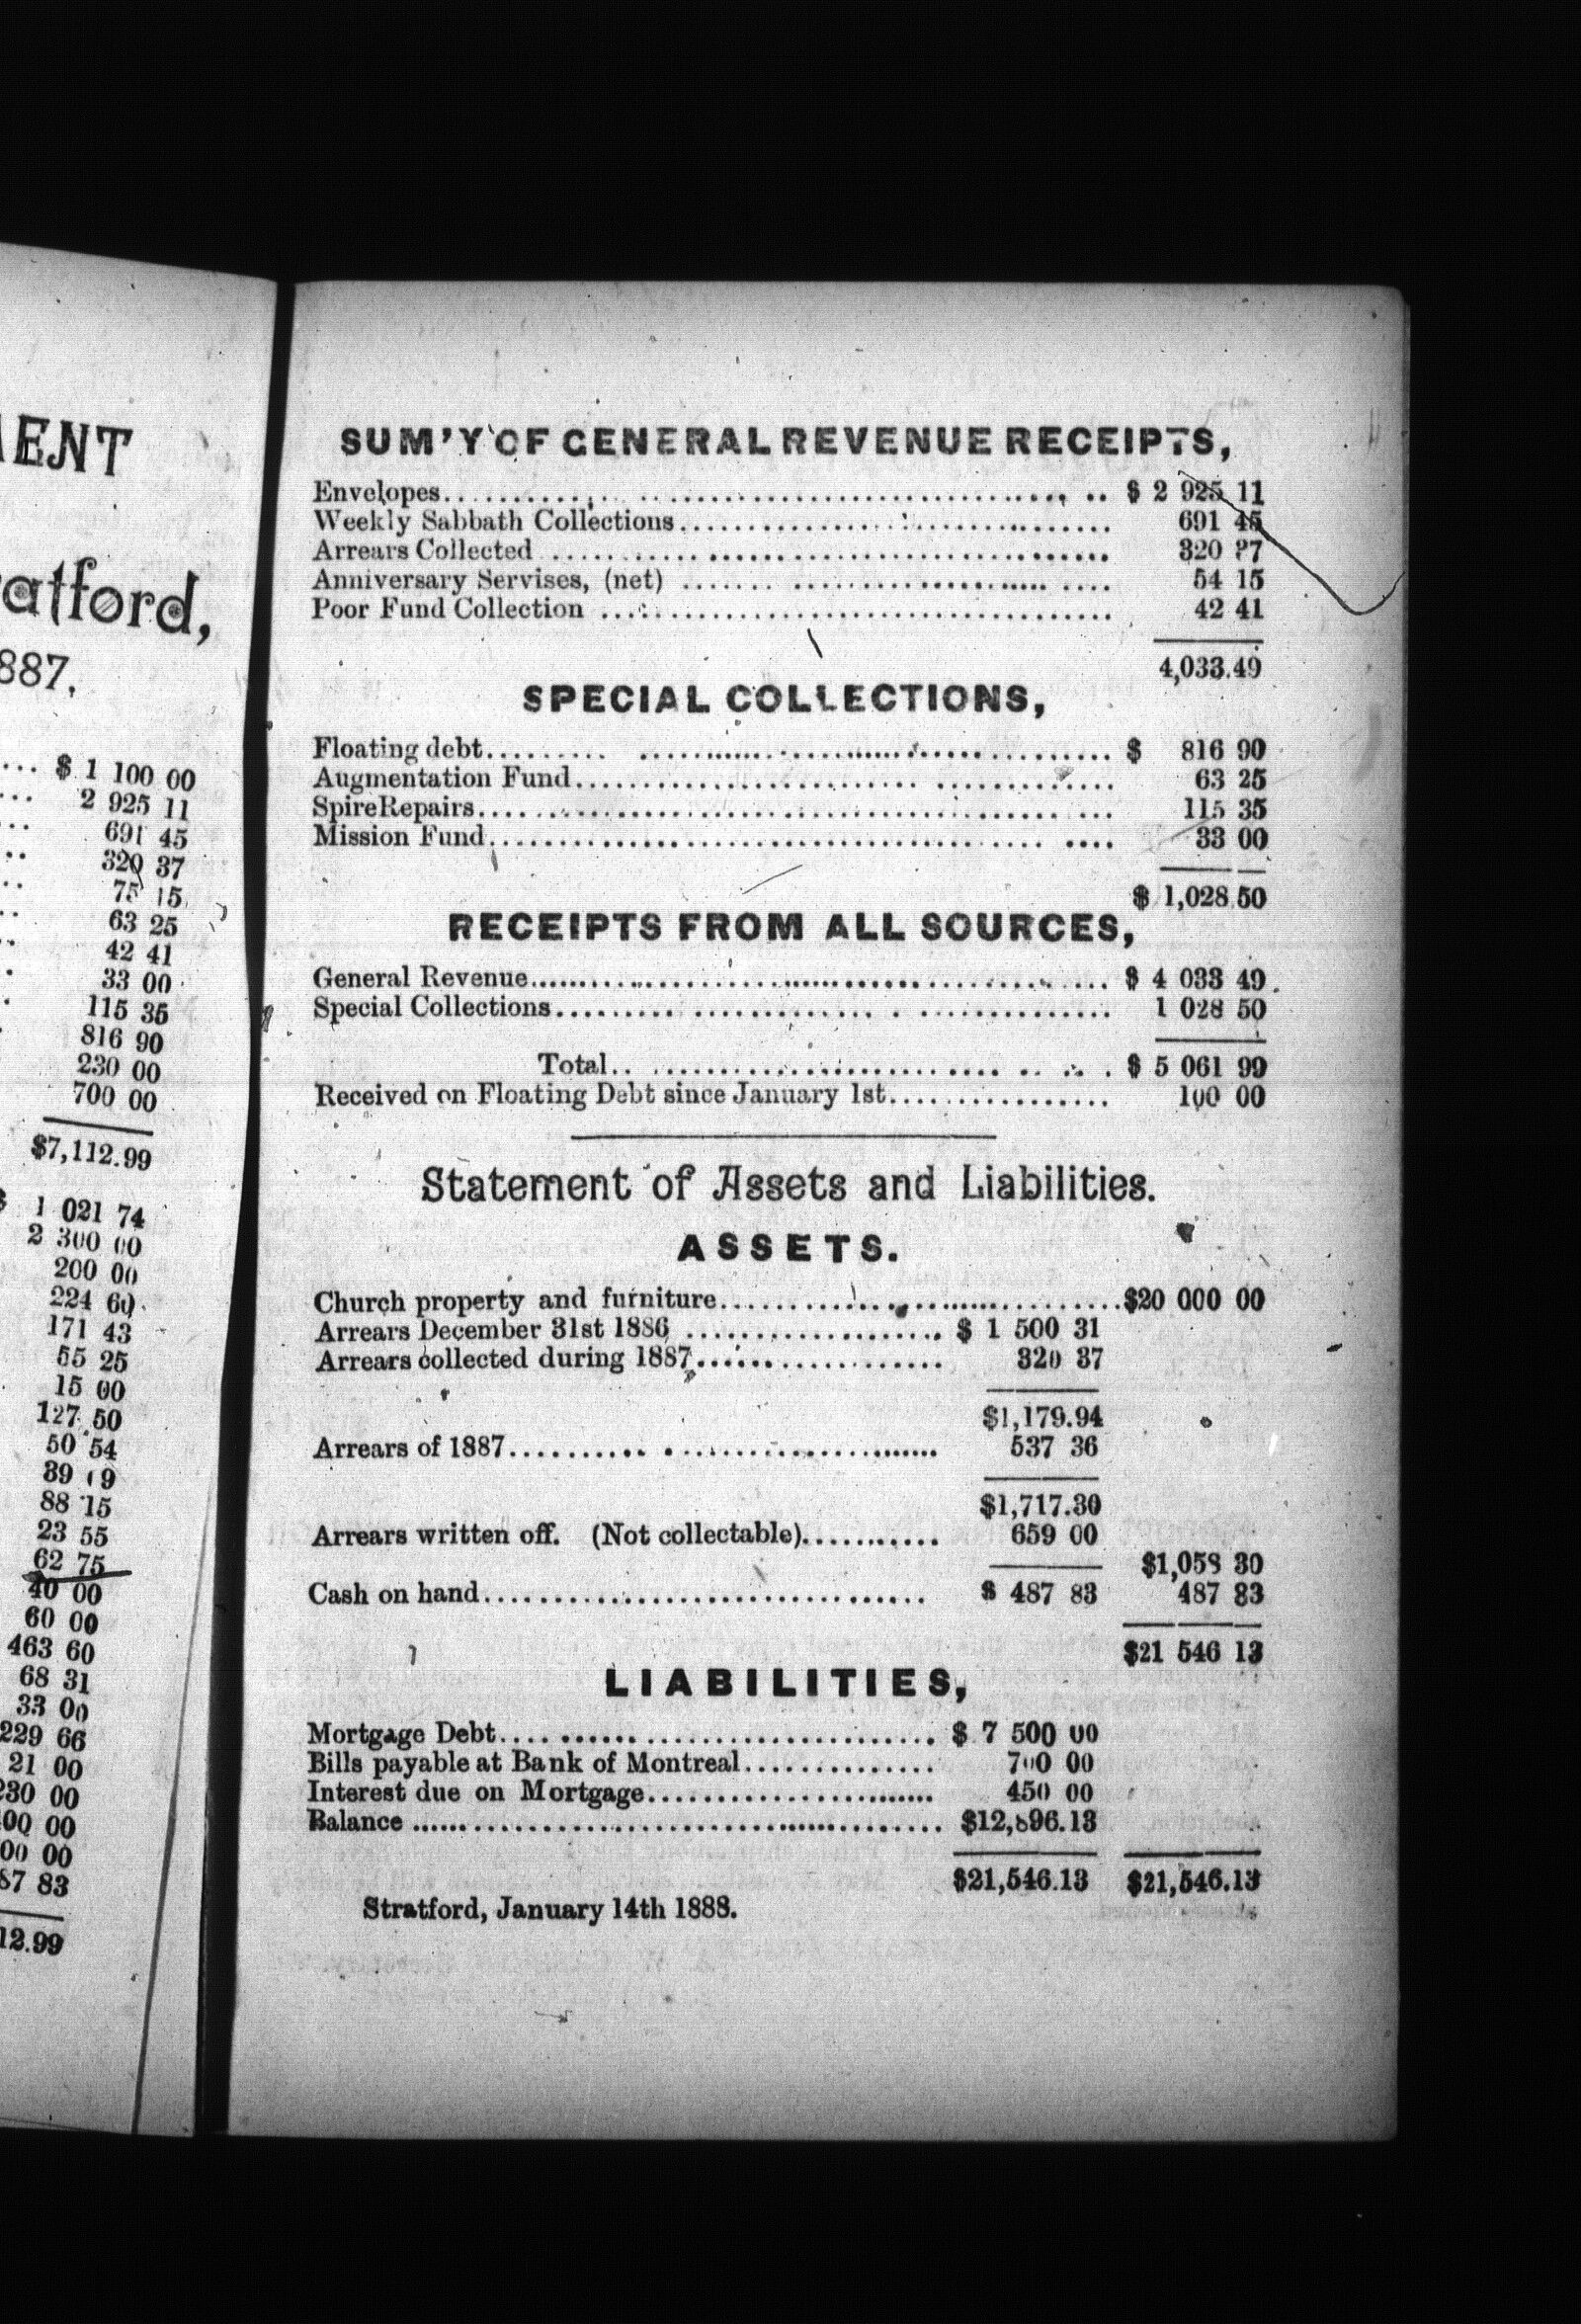 MENT
atford,
887,
... $ 1 100 00
2 925 11
691 45
320 37
75 15
63 25
42 41
33 00
115 35
816 90
230 00
700 00
$7,112.99
$ 1 021 74
2 300 00
200 00
224 60
171 43
55 25
15 00
127 50
50 54
88 15
23 55
62 75
40 00
60 00
463 60
68 31
33 00
229 66
21 00
230 00
00 00
00 00
87 83
12.99
SUM'Y OF GENERAL REVENUE RECEIPTS,
Envelopes.......... $ 2 925 11
Weekly Sabbath Collections.......... 691 45
Arrears Collected .......... 320 37
Anniversary Servises, (net) .......... 54 15
Poor Fund Collection .......... 42 41
4,033.49
SPECIAL COLLECTIONS,
Floating debt.......... $ 816 90
Augmentation Fund.......... 63 25
Spire Repairs.......... 115 35
Mission Fund.......... 33 00
$ 1,028 50
RECEIPTS FROM ALL SOURCES,
General Revenue.......... $ 4 033 49
Special Collections.......... 1 028 50
Total.......... $ 5 061 99
Received on Floating Debt since January 1st.......... 100 00
Statement of Assets and Liabilities.
ASSETS.
Church property and furniture..........$20 000 00
Arrears December 31st 1886 .......... $ 1 500 31
Arrears collected during 1887.......... 320 37
$1,179.94
Arrears of 1887.......... 537 36
$1,717.30
Arrears written off. (Not collectable).......... 659 00
$1,058 30
Cash on hand.......... $ 487 83 487 83
$21 546 13
LIABILITIES,
Mortgage Debt.......... $ 7 500 00
Bills payable at Bank of Montreal.......... 700 00
Interest due on Mortgage.......... 450 00
Balance .......... $12,896.13
$21,546.13 $21,546.13
Stratford, January 14th 1888.